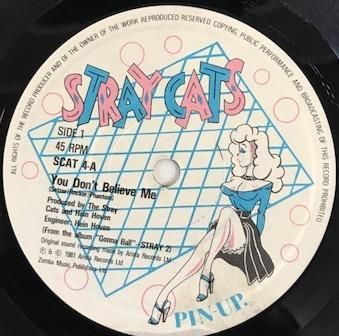 ALL RIGHTS OF THE RECORD PRODUCER AND OF THE OWNER OF THE WORK REPRODUCED RESERVED. COPYING, PUBLIC PERFORMANCE AND BROADCASTING OF THIS RECORD PROHIBITED
STRAY CATS
SIDE 1
45 RPM
SCAT 4-A
You Don't Believe Me
(Setzer/Rocker/Phantom)
Produced by The Stray
Cats and Hein Hoven
Engineer: Hein Hoven
(From the album "Gonna Ball" - STRAY 2)
Original sound recording made by Arista Records Ltd
℗ & © 1981 Arista Records Ltd
Zomba Music Publishers Ltd
PIN-UP.